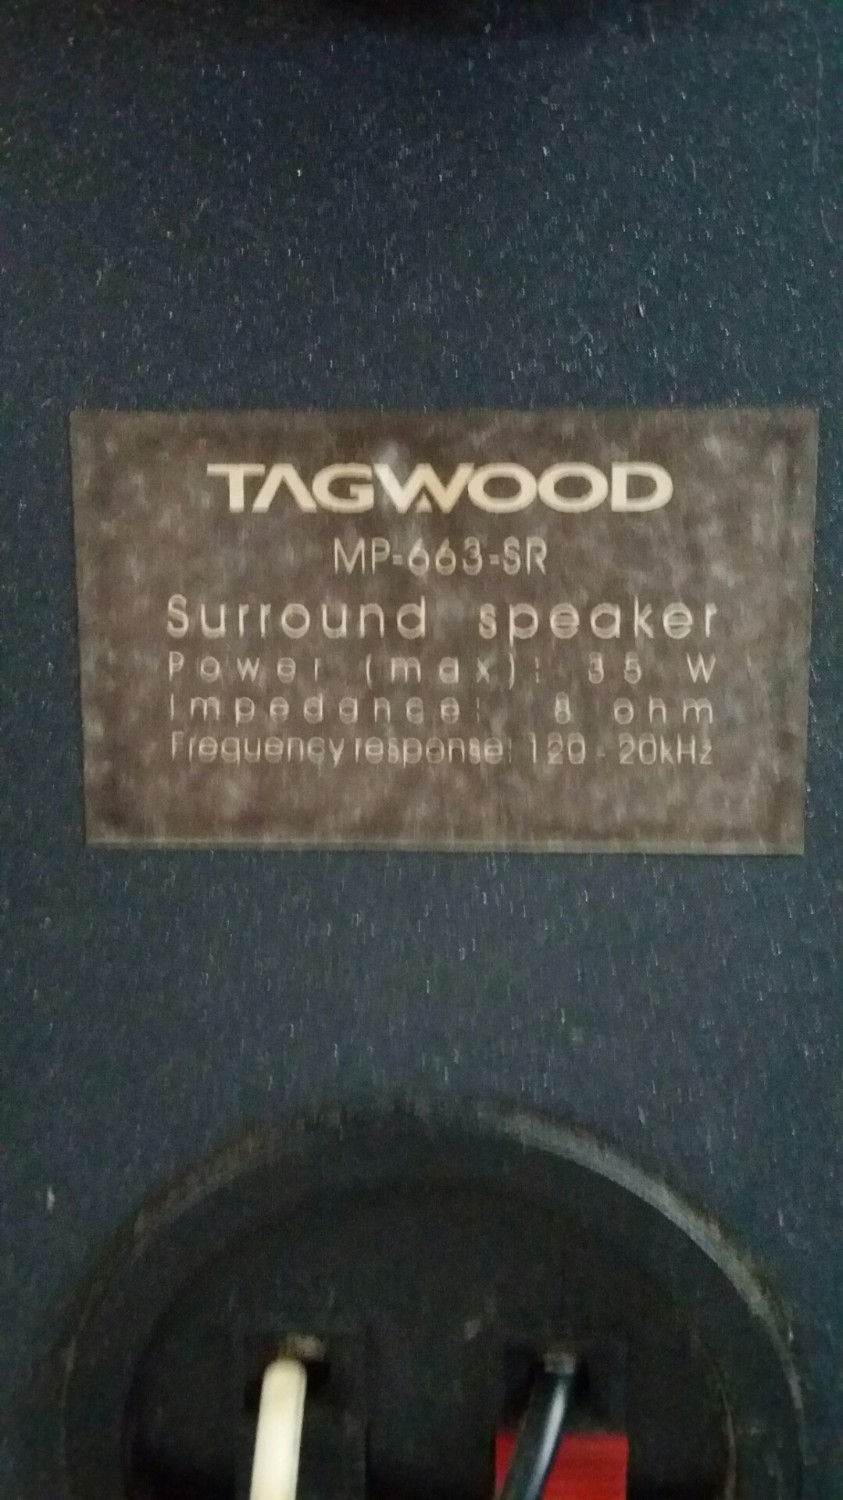 TAGWOOD
MP-663-SR
Surround speaker
Power (max): 35 W
Impedance: 8 ohm
Frequency response: 120 - 20kHz